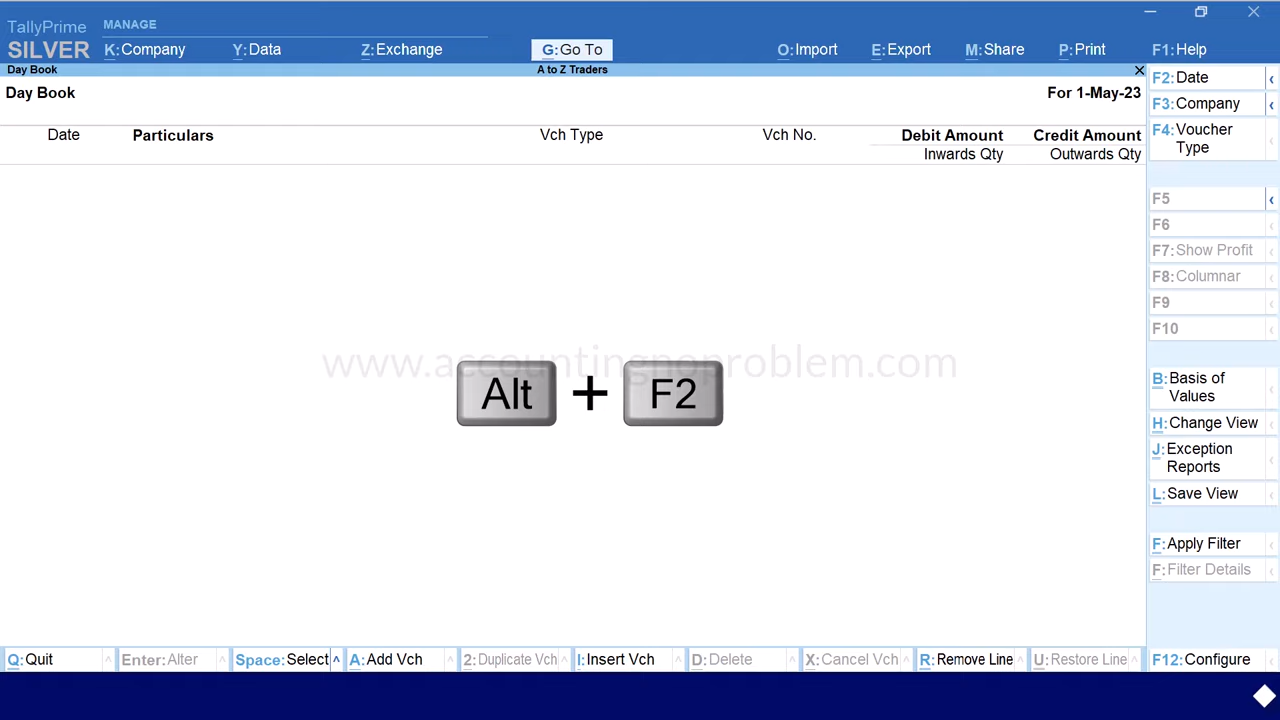 TallyPrime MANAGE
SILVER K:Company Y:Data Z:Exchange G:Go To O:Import E:Export M:Share P:Print F1:Help
Day Book A to Z Traders
Day Book For 1-May-23
Date Particulars Vch Type Vch No. Debit Amount Credit Amount
Inwards Qty Outwards Qty
F2:Date
F3:Company
F4:Voucher
Type
F5
F6
F7:Show Profit
F8:Columnar
F9
F10
B:Basis of
Values
H:Change View
J:Exception
Reports
L:Save View
F:Apply Filter
F:Filter Details
www.accountingnoproblem.com
Alt + F2
Q:Quit Enter:Alter Space:Select A:Add Vch 2:Duplicate Vch I:Insert Vch D:Delete X:Cancel Vch R:Remove Line U:Restore Line F12:Configure